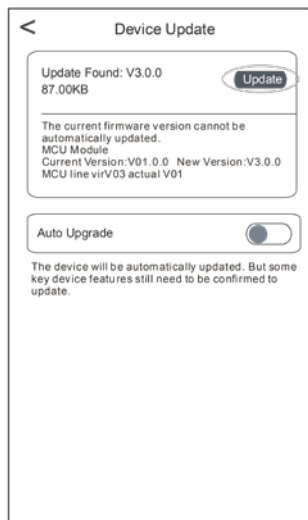 <
Device Update
Update Found: V3.0.0
87.00KB
Update
The current firmware version cannot be
automatically updated.
MCU Module
Current Version:V01.0.0 New Version:V3.0.0
MCU line virV03 actual V01
Auto Upgrade
The device will be automatically updated. But some
key device features still need to be confirmed to
update.